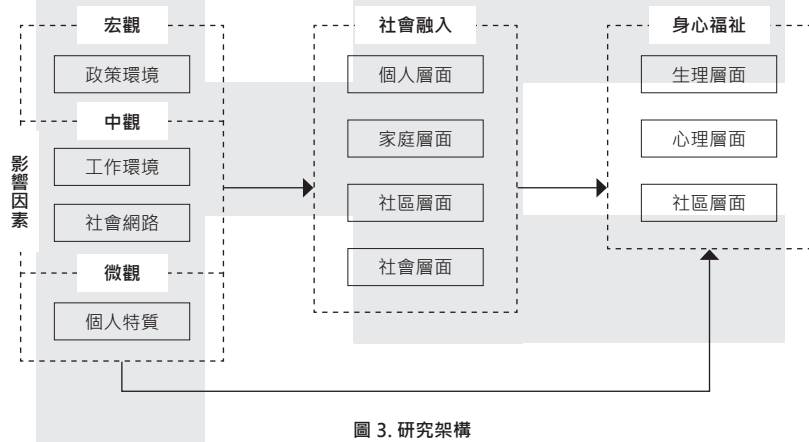 影響因素
宏觀
政策環境
中觀
工作環境
社會網路
微觀
個人特質
社會融入
個人層面
家庭層面
社區層面
社會層面
身心福祉
生理層面
心理層面
社區層面
圖 3. 研究架構